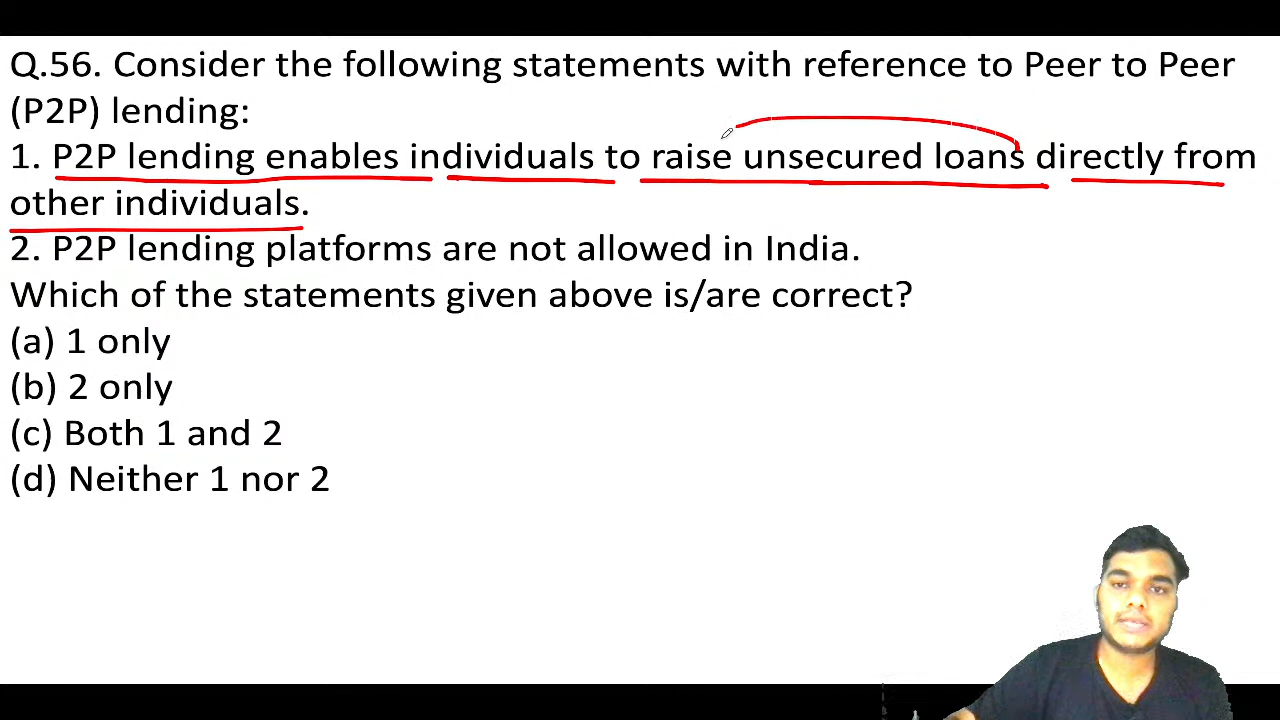 Q.56. Consider the following statements with reference to Peer to Peer
(P2P) lending:
1. P2P lending enables individuals to raise unsecured loans directly from
other individuals.
2. P2P lending platforms are not allowed in India.
Which of the statements given above is/are correct?
(a) 1 only
(b) 2 only
(c) Both 1 and 2
(d) Neither 1 nor 2